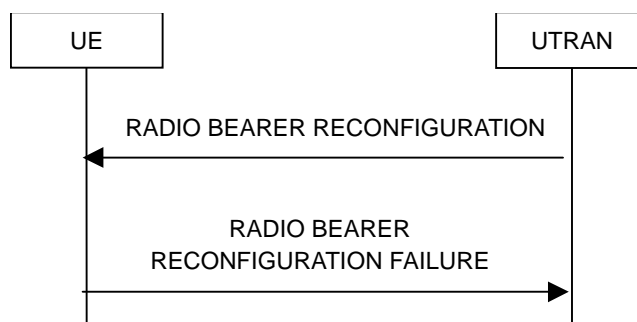 UE
UTRAN
RADIO BEARER RECONFIGURATION
RADIO BEARER
RECONFIGURATION FAILURE